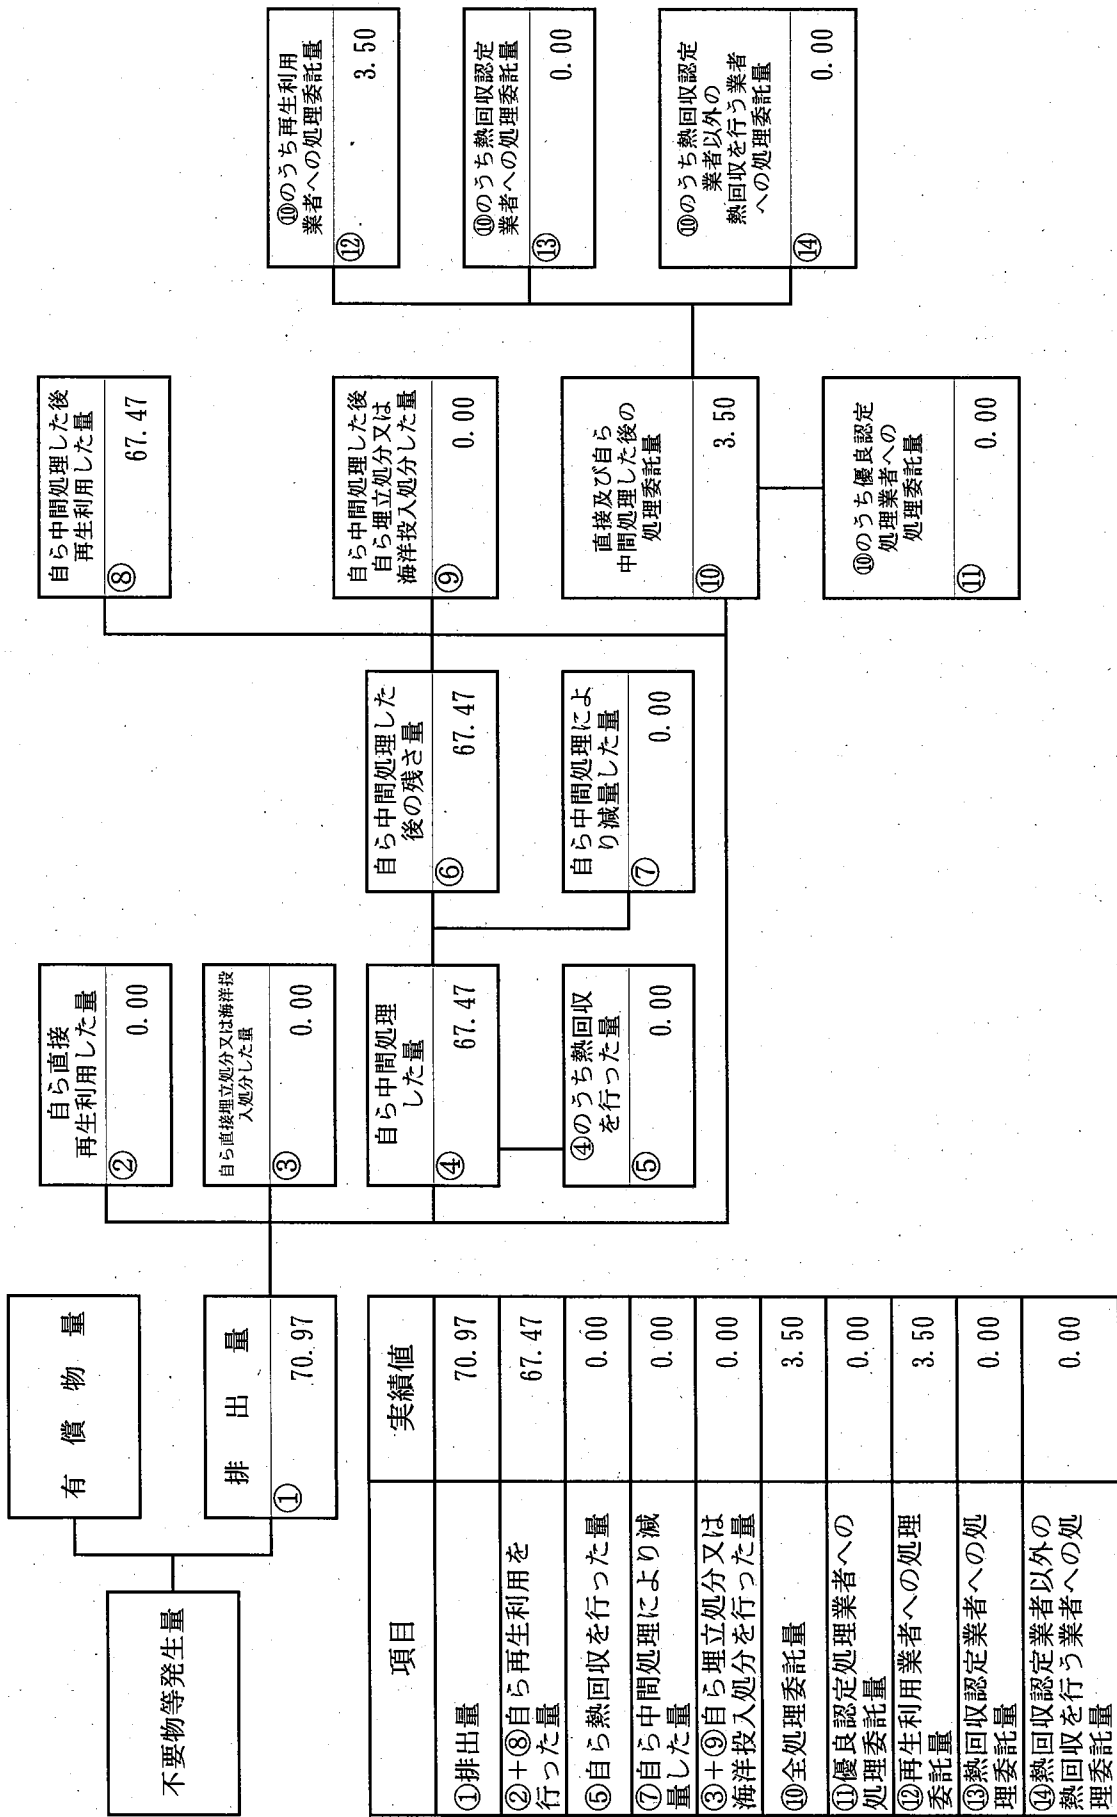 不要物等発生量
有償物量
排出量
①
70.97
自ら直接
再生利用した量
②
0.00
自ら直接埋立処分又は海洋投
入処分した量
③
0.00
自ら中間処理
した量
④
67.47
④のうち熱回収
を行った量
⑤
0.00
自ら中間処理した
後の残さ量
⑥
67.47
自ら中間処理によ
り減量した量
⑦
0.00
自ら中間処理した後
再生利用した量
⑧
67.47
自ら中間処理した後
自ら埋立処分又は
海洋投入処分した量
⑨
0.00
直接及び自ら
中間処理した後の
処理委託量
⑩
3.50
⑩のうち優良認定
処理業者への
処理委託量
⑪
0.00
⑩のうち再生利用
業者への処理委託量
⑫
3.50
⑩のうち熱回収認定
業者への処理委託量
⑬
0.00
⑩のうち熱回収認定
業者以外の
熱回収を行う業者
への処理委託量
⑭
0.00
項目 実績値
①排出量 70.97
②+⑧自ら再生利用を
行った量 67.47
⑤自ら熱回収を行った量 0.00
⑦自ら中間処理により減
量した量 0.00
③+⑨自ら埋立処分又は
海洋投入処分を行った量 0.00
⑩全処理委託量 3.50
⑪優良認定処理業者への
処理委託量 0.00
⑫再生利用業者への処理
委託量 3.50
⑬熱回収認定業者への処
理委託量 0.00
⑭熱回収認定業者以外の
熱回収を行う業者への処
理委託量 0.00